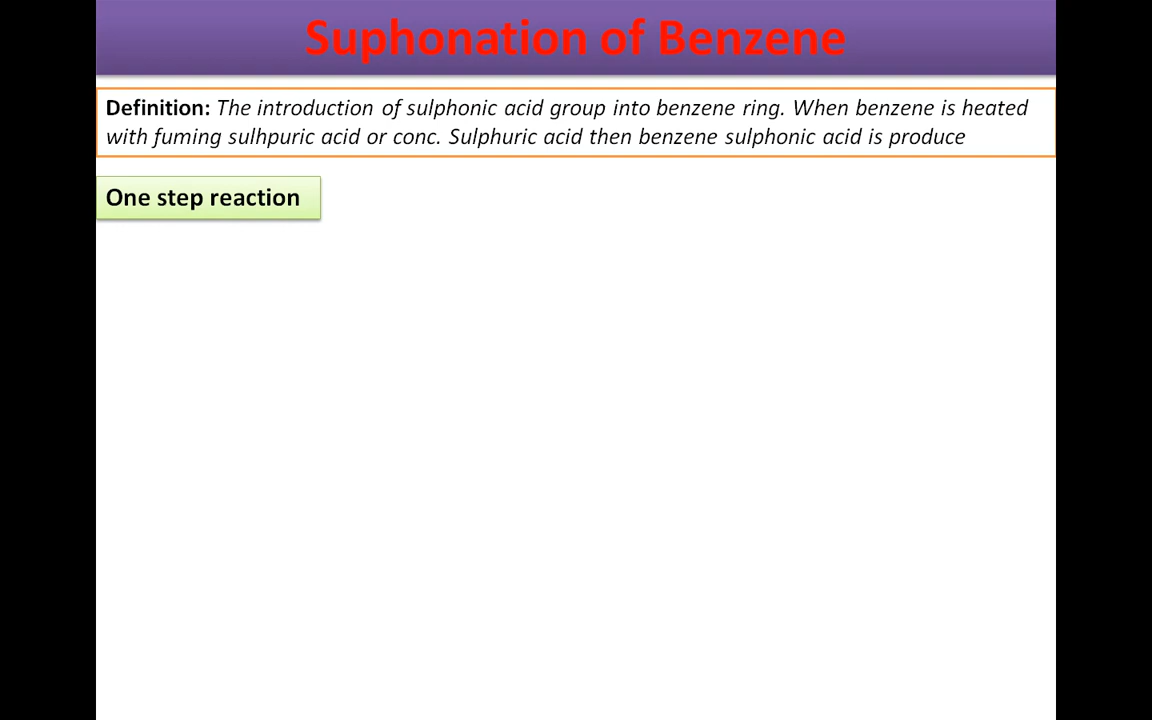 Suphonation of Benzene
Definition: The introduction of sulphonic acid group into benzene ring. When benzene is heated
with fuming sulhpuric acid or conc. Sulphuric acid then benzene sulphonic acid is produce
One step reaction